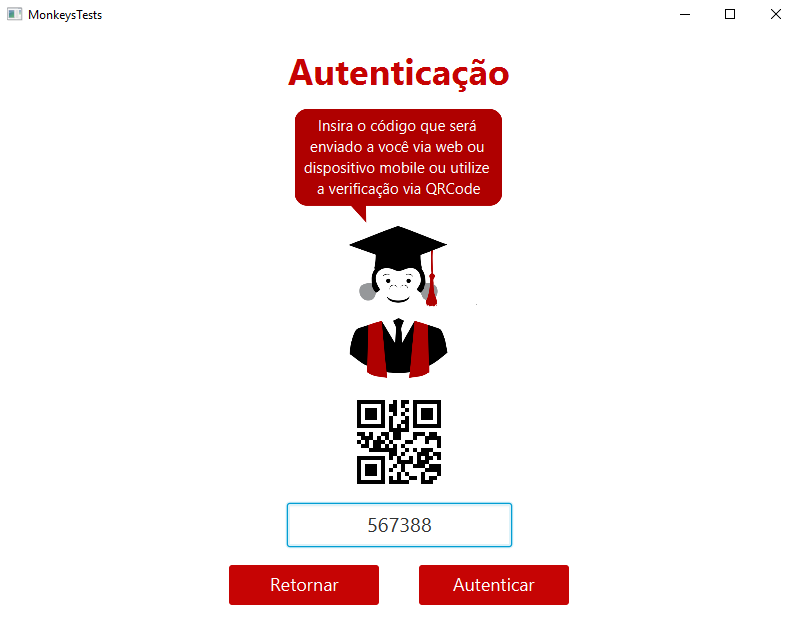 MonkeysTests
Autenticação
Insira o código que será
enviado a você via web ou
dispositivo mobile ou utilize
a verificação via QRCode
567388
Retornar
Autenticar